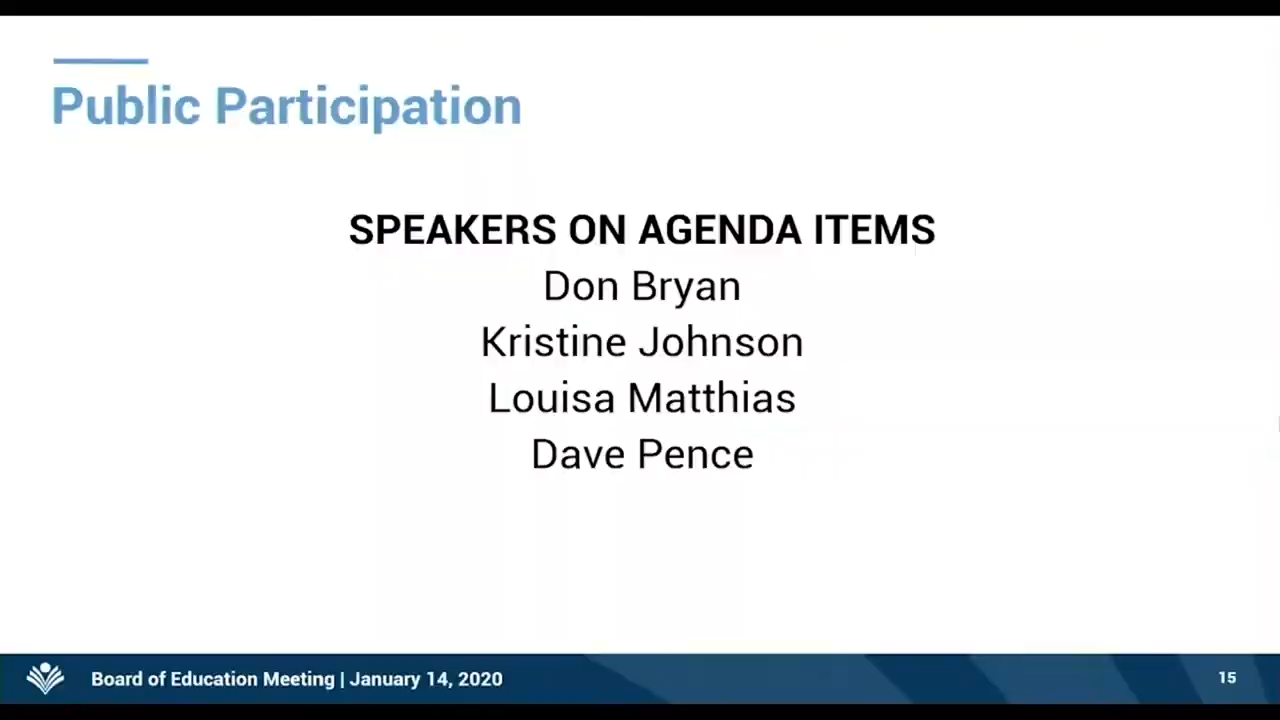 Public Participation
SPEAKERS ON AGENDA ITEMS
Don Bryan
Kristine Johnson
Louisa Matthias
Dave Pence
Board of Education Meeting | January 14, 2020
15